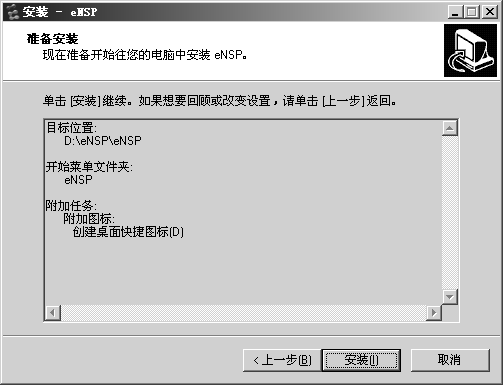 安装 - eNSP
准备安装
现在准备开始往您的电脑中安装 eNSP。
单击 [安装] 继续。如果想要回顾或改变设置，请单击 [上一步] 返回。
目标位置:
D:\eNSP\eNSP
开始菜单文件夹:
eNSP
附加任务:
附加图标:
创建桌面快捷图标(D)
<上一步(B)
安装(I)
取消